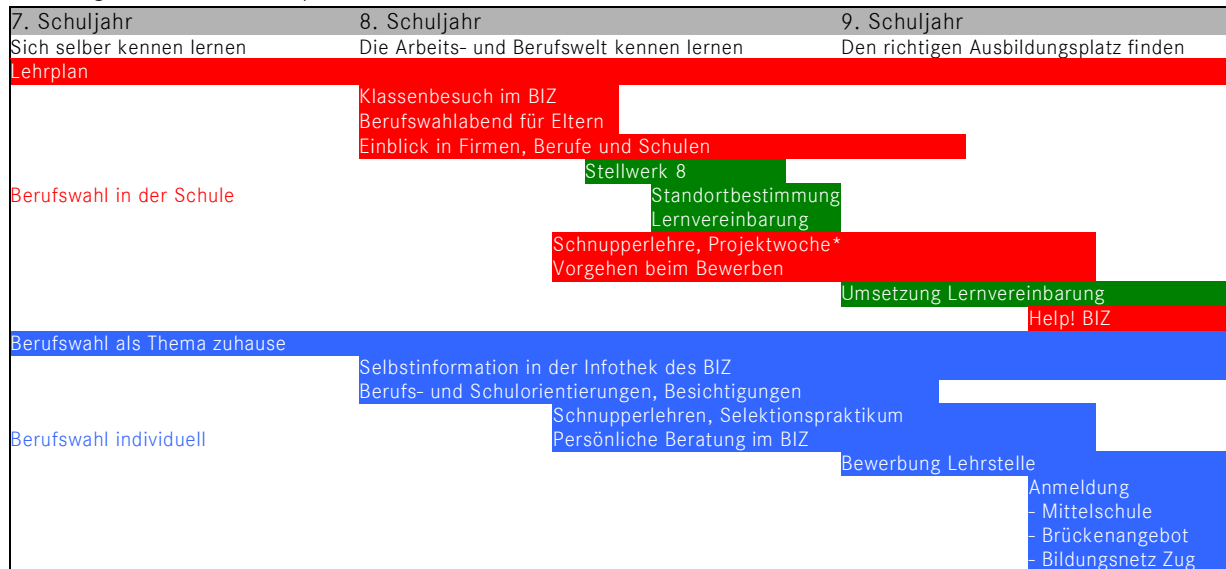 7. Schuljahr 8. Schuljahr 9. Schuljahr
Sich selber kennen lernen Die Arbeits- und Berufswelt kennen lernen Den richtigen Ausbildungsplatz finden
Lehrplan
Klassenbesuch im BIZ
Berufswahlabend für Eltern
Einblick in Firmen, Berufe und Schulen
Stellwerk 8
Berufswahl in der Schule Standortbestimmung
Lernvereinbarung
Schnupperlehre, Projektwoche*
Vorgehen beim Bewerben
Umsetzung Lernvereinbarung
Help! BIZ
Berufswahl als Thema zuhause
Selbstinformation in der Infothek des BIZ
Berufs- und Schulorientierungen, Besichtigungen
Schnupperlehren, Selektionspraktikum
Berufswahl individuell Persönliche Beratung im BIZ
Bewerbung Lehrstelle
Anmeldung
- Mittelschule
- Brückenangebot
- Bildungsnetz Zug